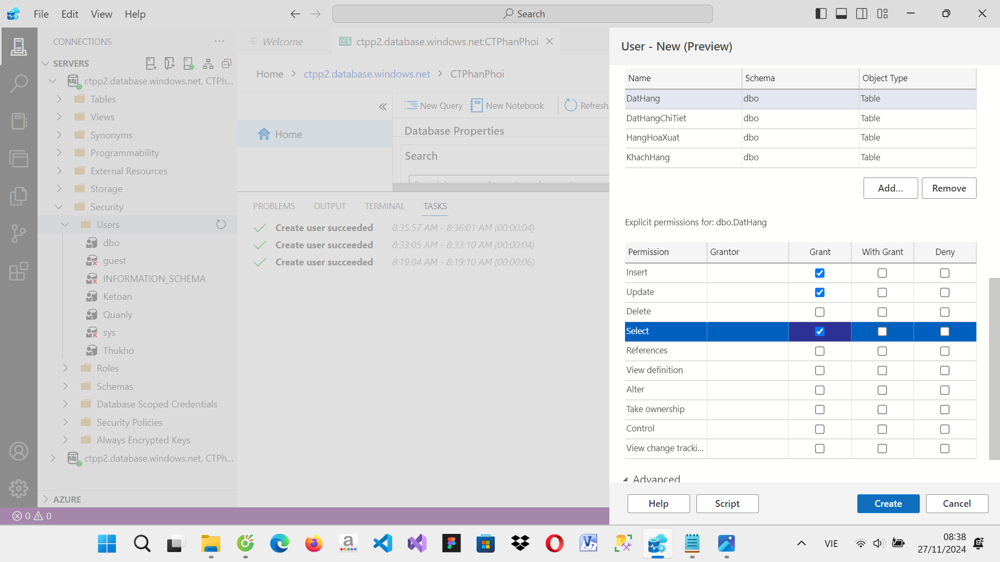 File Edit View Help
Search
CONNECTIONS
SERVERS
ctpp2.database.windows.net, CTPh...
Tables
Views
Synonyms
Programmability
External Resources
Storage
Security
Users
dbo
guest
INFORMATION_SCHEMA
Ketoan
Quanly
sys
Thukho
Roles
Schemas
Database Scoped Credentials
Security Policies
Always Encrypted Keys
ctpp2.database.windows.net, CTPh...
AZURE
0 0
Welcome
ctpp2.database.windows.net:CTPhanPhoi
Home > ctpp2.database.windows.net > CTPhanPhoi
New Query New Notebook Refresh
Home
Database Properties
Search
PROBLEMS OUTPUT TERMINAL TASKS
Create user succeeded 8:35:57 AM - 8:36:01 AM (00:00:04)
Create user succeeded 8:33:05 AM - 8:33:10 AM (00:00:04)
Create user succeeded 8:19:04 AM - 8:19:10 AM (00:00:06)
User - New (Preview)
Name Schema Object Type
DatHang dbo Table
DatHangChiTiet dbo Table
HangHoaXuat dbo Table
KhachHang dbo Table
Add... Remove
Explicit permissions for: dbo.DatHang
Permission Grantor Grant With Grant Deny
Insert
Update
Delete
Select
References
View definition
Alter
Take ownership
Control
View change tracki...
Advanced
Help Script Create Cancel
VIE
08:38
27/11/2024